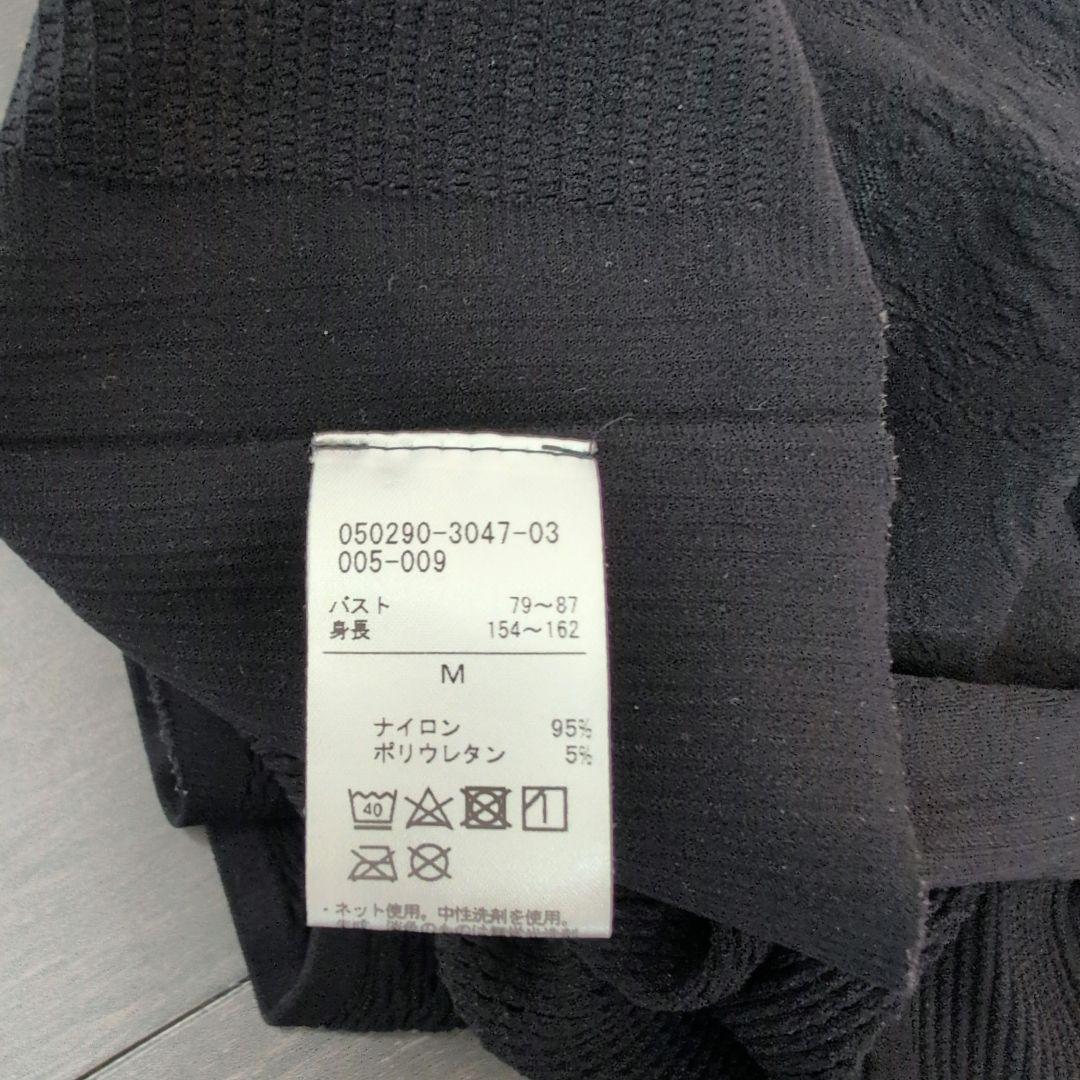 050290-3047-03
005-009
バスト 79～87
身長 154～162
M
ナイロン 95%
ポリウレタン 5%
40
・ネット使用。中性洗剤を使用。